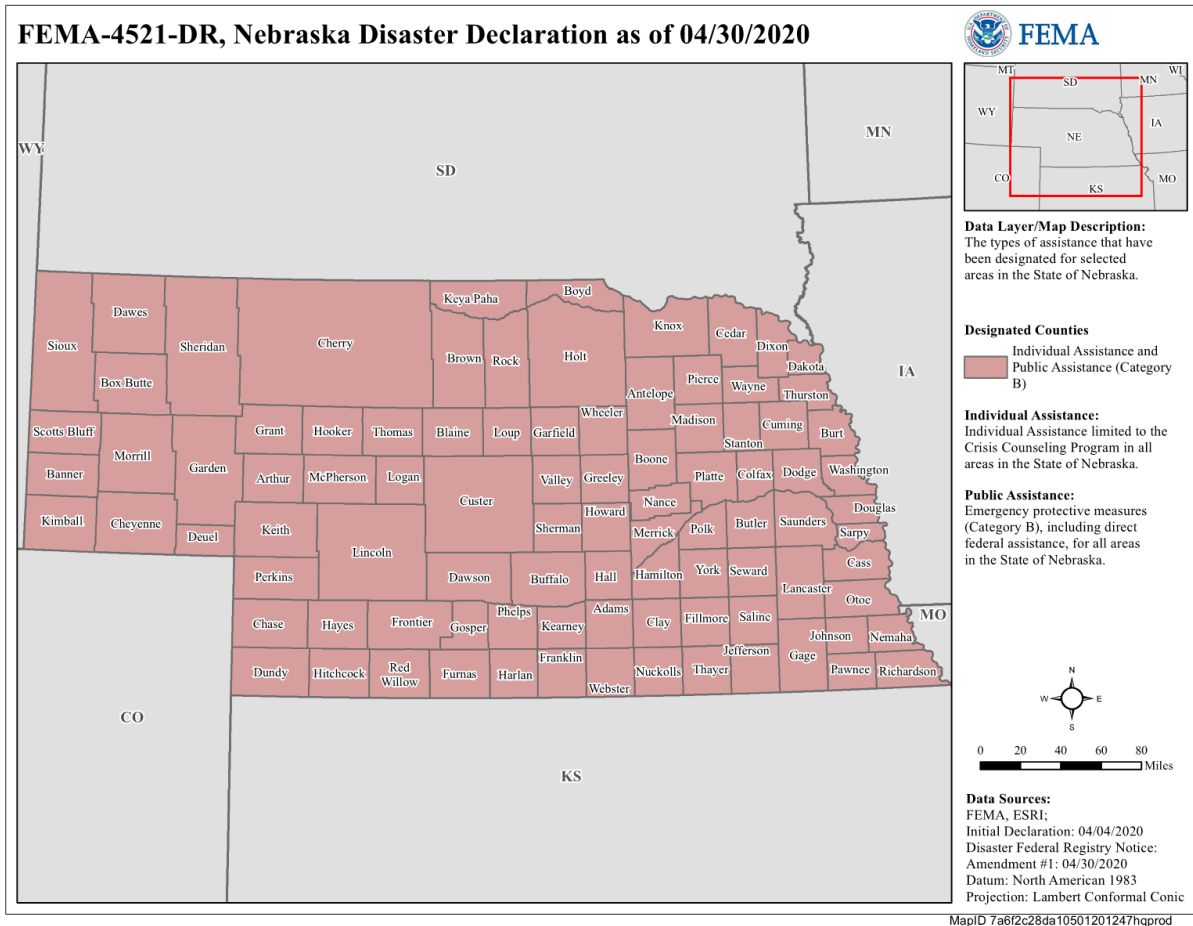 FEMA-4521-DR, Nebraska Disaster Declaration as of 04/30/2020
FEMA
MT
WI
SD
MN
WY
IA
NE
CO
MO
KS
WY
SD
MN
IA
MO
CO
KS
Keya Paha
Boyd
Dawes
Knox
Cedar
Sioux
Sheridan
Cherry
Dixon
Brown
Rock
Holt
Dakota
Box Butte
Pierce
Wayne
Antelope
Thurston
Wheeler
Scotts Bluff
Grant
Hooker
Thomas
Blaine
Loup
Garfield
Madison
Cuming
Burt
Stanton
Morrill
Boone
Garden
Banner
Arthur
McPherson
Logan
Valley
Greeley
Platte
Colfax
Dodge
Washington
Custer
Nance
Howard
Douglas
Kimball
Cheyenne
Keith
Sherman
Merrick
Polk
Butler
Saunders
Sarpy
Deuel
Lincoln
Cass
Perkins
Dawson
Buffalo
Hall
Hamilton
York
Seward
Lancaster
Otoe
Chase
Hayes
Frontier
Gosper
Phelps
Kearney
Adams
Clay
Fillmore
Saline
Johnson
Nemaha
Jefferson
Gage
Franklin
Dundy
Hitchcock
Red
Willow
Furnas
Harlan
Webster
Nuckolls
Thayer
Pawnee
Richardson
Data Layer/Map Description:
The types of assistance that have
been designated for selected
areas in the State of Nebraska.
Designated Counties
Individual Assistance and
Public Assistance (Category
B)
Individual Assistance:
Individual Assistance limited to the
Crisis Counseling Program in all
areas in the State of Nebraska.
Public Assistance:
Emergency protective measures
(Category B), including direct
federal assistance, for all areas
in the State of Nebraska.
N
W
E
S
0 20 40 60 80
Miles
Data Sources:
FEMA, ESRI;
Initial Declaration: 04/04/2020
Disaster Federal Registry Notice:
Amendment #1: 04/30/2020
Datum: North American 1983
Projection: Lambert Conformal Conic
MapID 7a6f2c28da10501201247hqprod